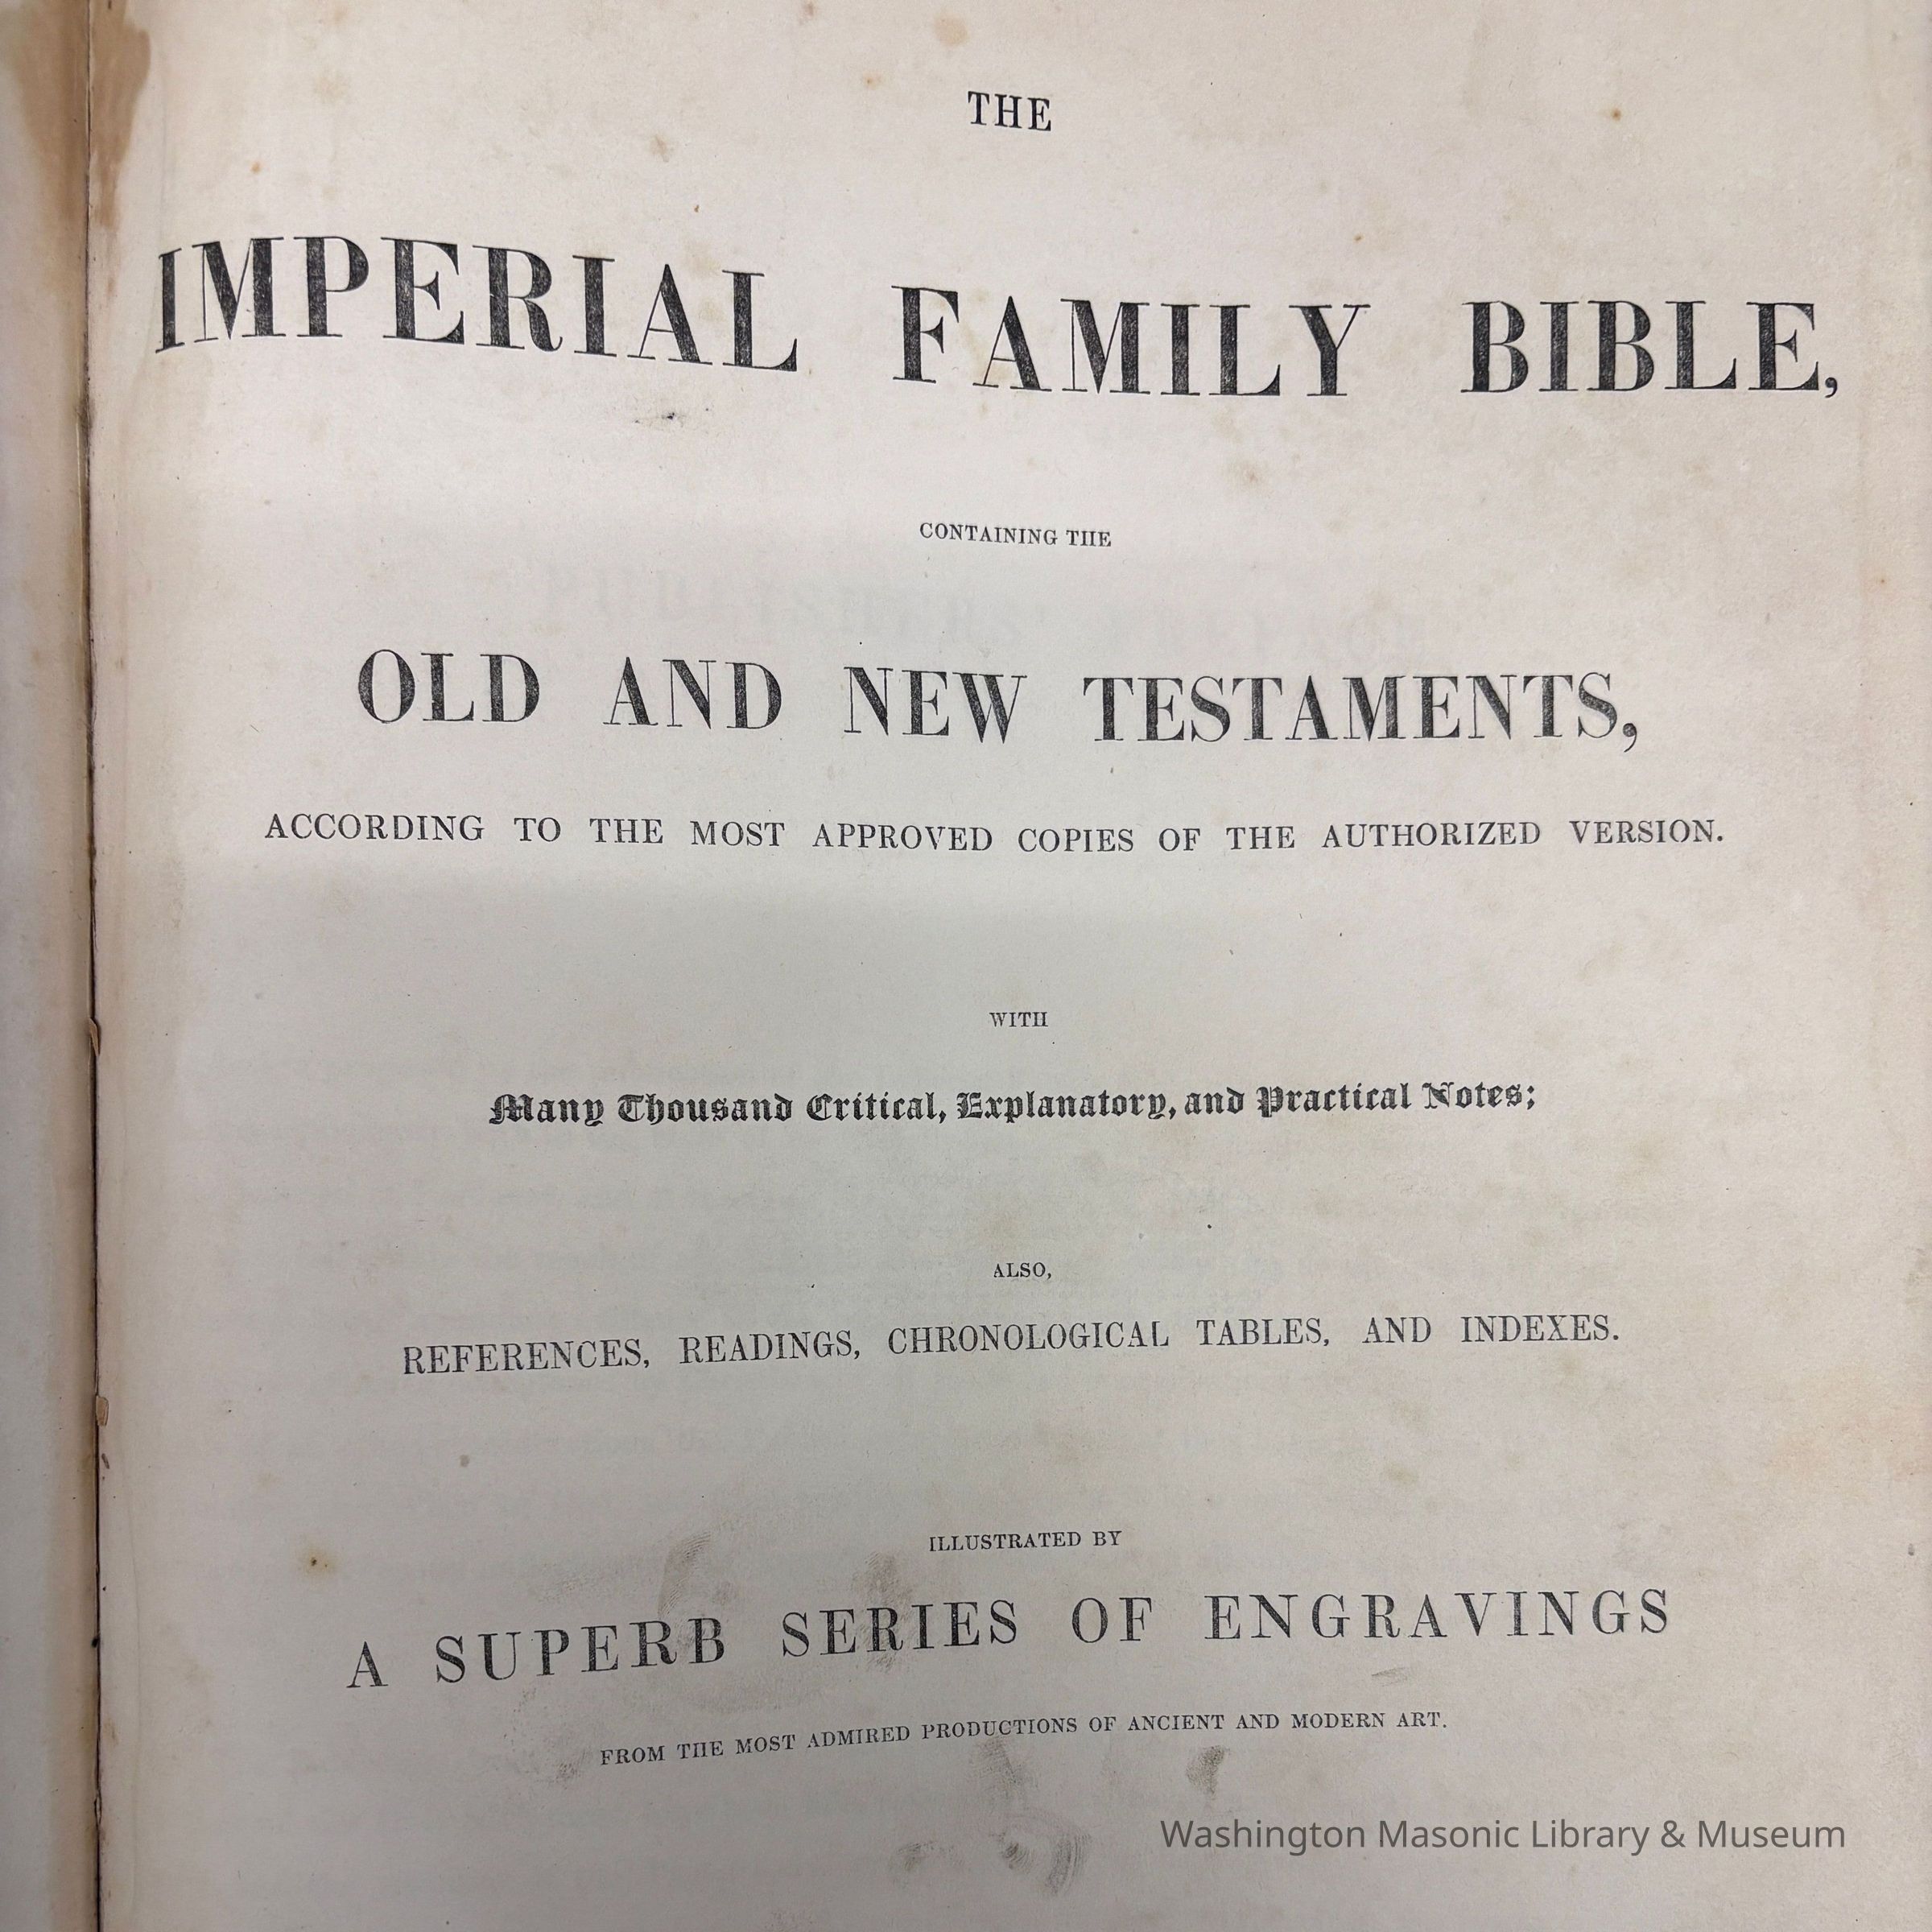 THE
IMPERIAL FAMILY BIBLE,
CONTAINING THE
OLD AND NEW TESTAMENTS,
ACCORDING TO THE MOST APPROVED COPIES OF THE AUTHORIZED VERSION.
WITH
Many Thousand Critical, Explanatory, and Practical Notes;
ALSO,
REFERENCES, READINGS, CHRONOLOGICAL TABLES, AND INDEXES.
ILLUSTRATED BY
A SUPERB SERIES OF ENGRAVINGS
FROM THE MOST ADMIRED PRODUCTIONS OF ANCIENT AND MODERN ART.
Washington Masonic Library & Museum